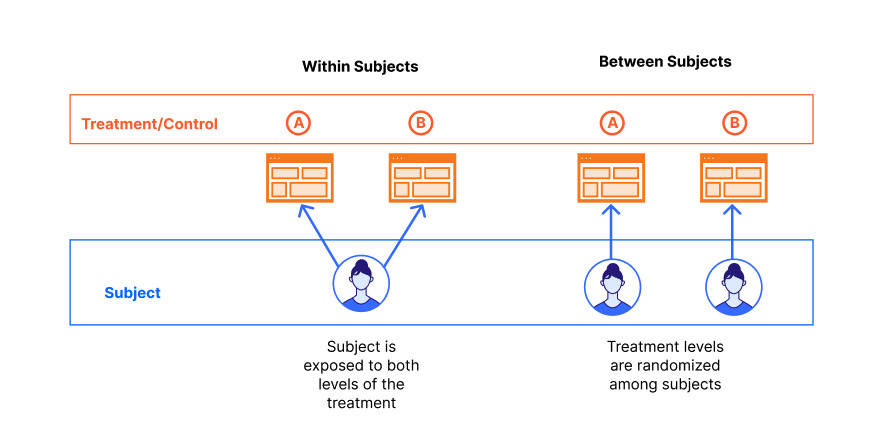 Within Subjects
Between Subjects
Treatment/Control
A
B
A
B
Subject
Subject is
exposed to both
levels of the
treatment
Treatment levels
are randomized
among subjects